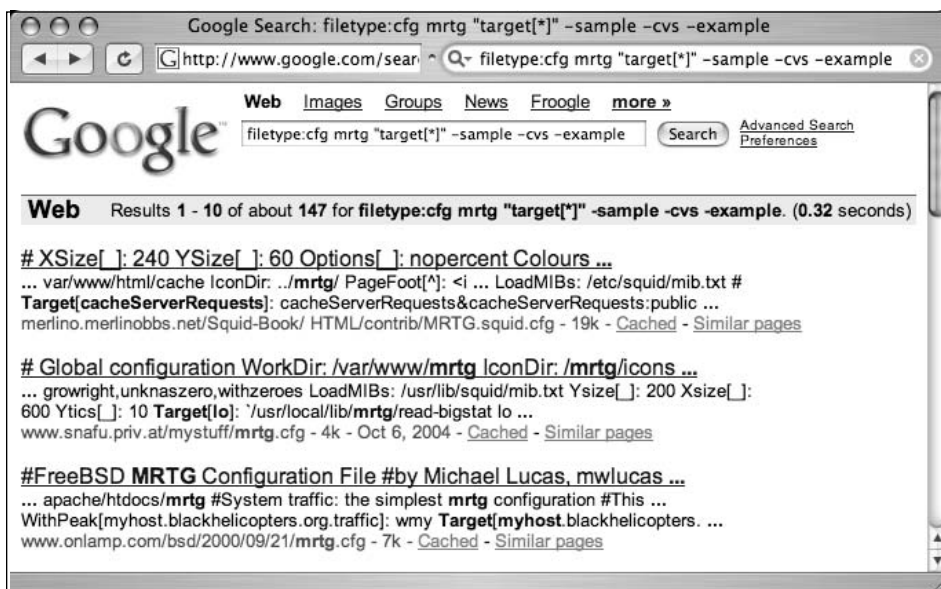 Google Search: filetype:cfg mrtg "target[*]" -sample -cvs -example
G http://www.google.com/sear
Q filetype:cfg mrtg "target[*]" -sample -cvs -example
Web Images Groups News Froogle more »
Google™
filetype:cfg mrtg "target[*]" -sample -cvs -example Search Advanced Search
Preferences
Web Results 1 - 10 of about 147 for filetype:cfg mrtg "target[*]" -sample -cvs -example. (0.32 seconds)
# XSize[_]: 240 YSize[_]: 60 Options[_]: nopercent Colours ...
... var/www/html/cache IconDir: ../mrtg/ PageFoot[^]: <i ... LoadMIBs: /etc/squid/mib.txt #
Target[cacheServerRequests]: cacheServerRequests&cacheServerRequests:public ...
merlino.merlinobbs.net/Squid-Book/ HTML/contrib/MRTG.squid.cfg - 19k - Cached - Similar pages
# Global configuration WorkDir: /var/www/mrtg IconDir: /mrtg/icons ...
... growright,unknaszero,withzeroes LoadMIBs: /usr/lib/squid/mib.txt Ysize[_]: 200 Xsize[_]:
600 Ytics[_]: 10 Target[lo]: `/usr/local/lib/mrtg/read-bigstat lo ...
www.snafu.priv.at/mystuff/mrtg.cfg - 4k - Oct 6, 2004 - Cached - Similar pages
#FreeBSD MRTG Configuration File #by Michael Lucas, mwlucas ...
... apache/htdocs/mrtg #System traffic: the simplest mrtg configuration #This ...
WithPeak[myhost.blackhelicopters.org.traffic]: wmy Target[myhost.blackhelicopters. ...
www.onlamp.com/bsd/2000/09/21/mrtg.cfg - 7k - Cached - Similar pages